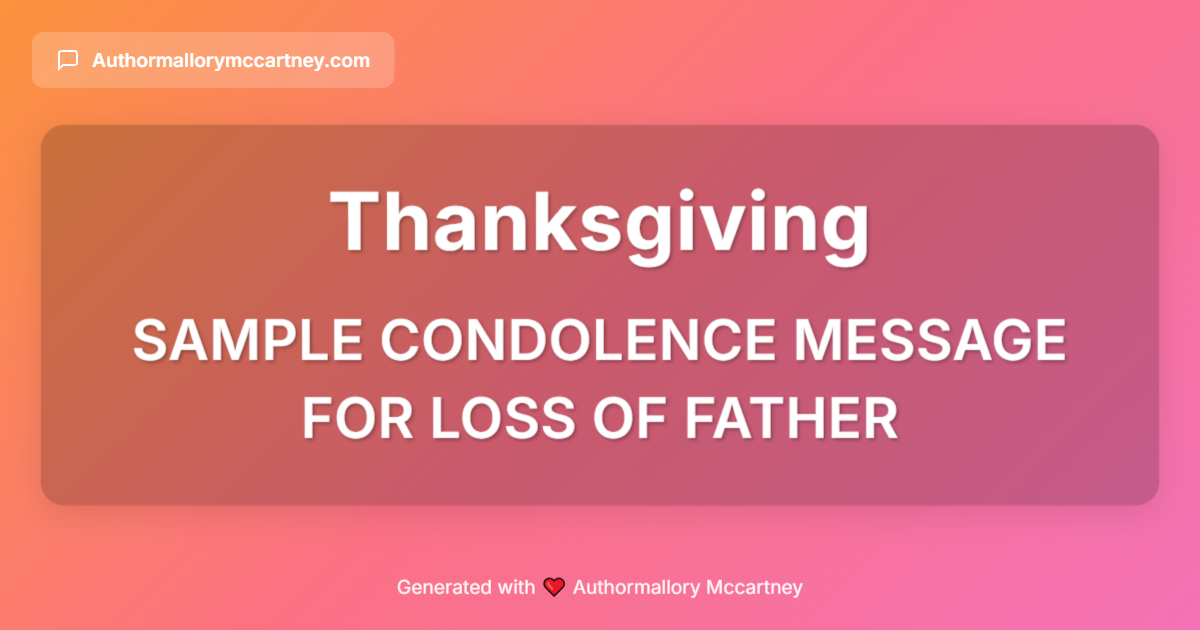 Authormallorymccartney.com
Thanksgiving
SAMPLE CONDOLENCE MESSAGE
FOR LOSS OF FATHER
Generated with ❤️ Authormallory Mccartney